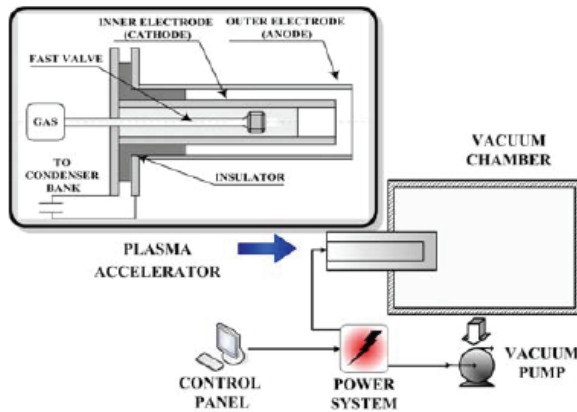 INNER ELECTRODE
(CATHODE)
OUTER ELECTRODE
(ANODE)
FAST VALVE
GAS
TO
CONDENSER
BANK
INSULATOR
VACUUM
CHAMBER
PLASMA
ACCELERATOR
CONTROL
PANEL
POWER
SYSTEM
VACUUM
PUMP